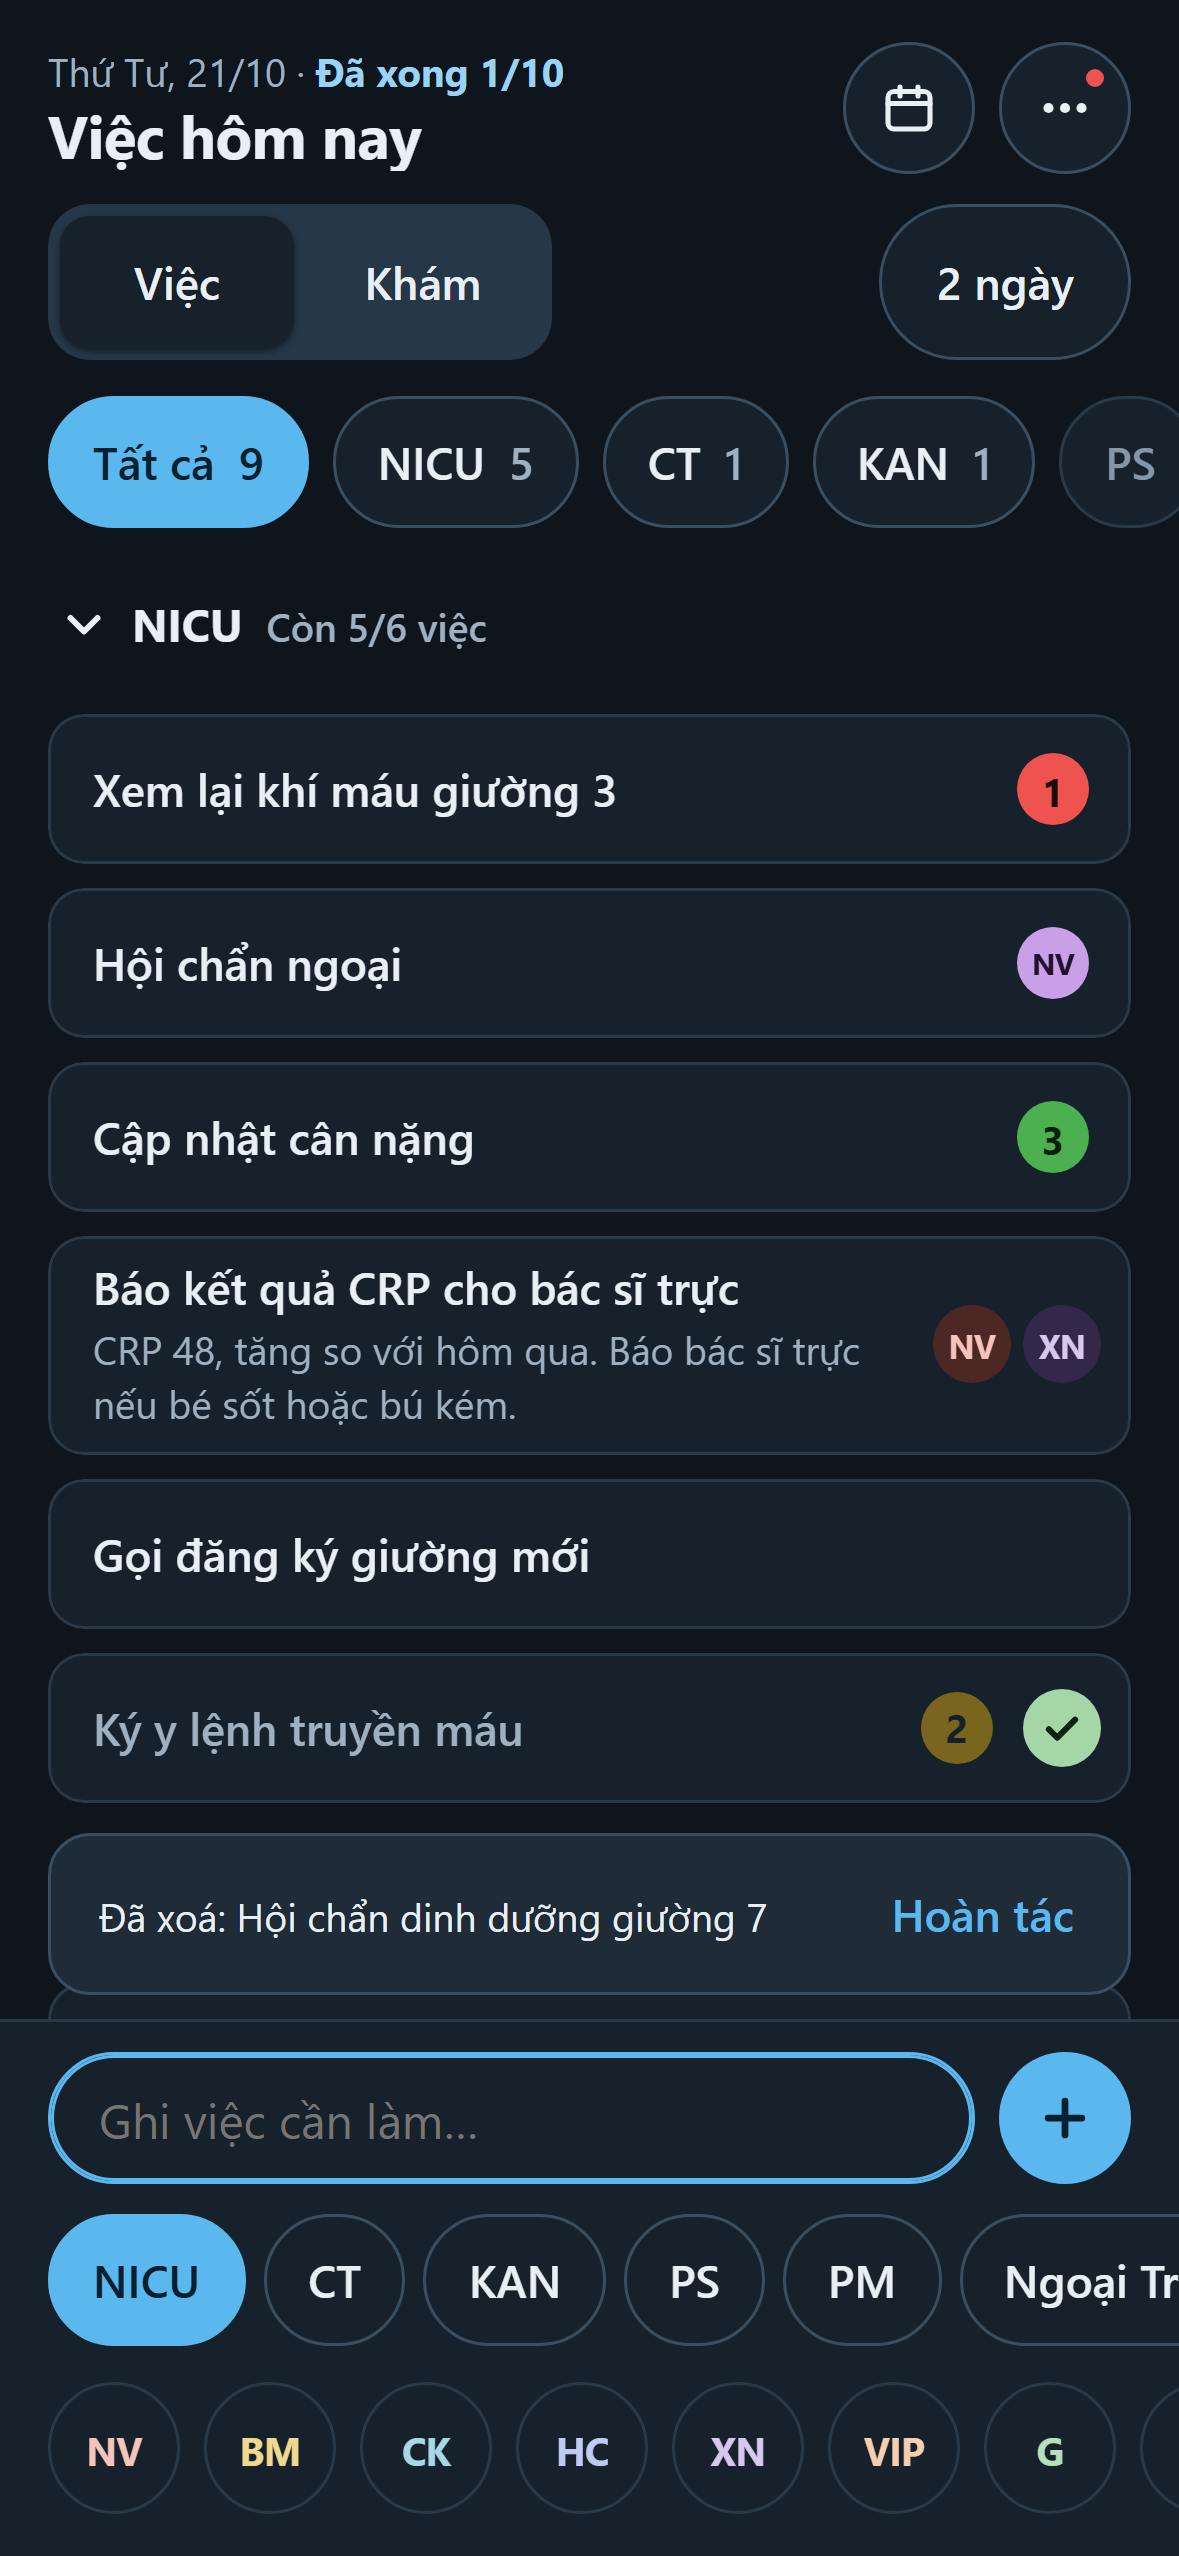 Thứ Tư, 21/10 · Đã xong 1/10
Việc hôm nay
Việc
Khám
2 ngày
Tất cả 9
NICU 5
CT 1
KAN 1
PS
NICU Còn 5/6 việc
Xem lại khí máu giường 3
1
Hội chẩn ngoại
NV
Cập nhật cân nặng
3
Báo kết quả CRP cho bác sĩ trực
CRP 48, tăng so với hôm qua. Báo bác sĩ trực
nếu bé sốt hoặc bú kém.
NV XN
Gọi đăng ký giường mới
Ký y lệnh truyền máu
2
Đã xoá: Hội chẩn dinh dưỡng giường 7
Hoàn tác
Ghi việc cần làm...
NICU CT KAN PS PM Ngoại Tr
NV BM CK HC XN VIP G